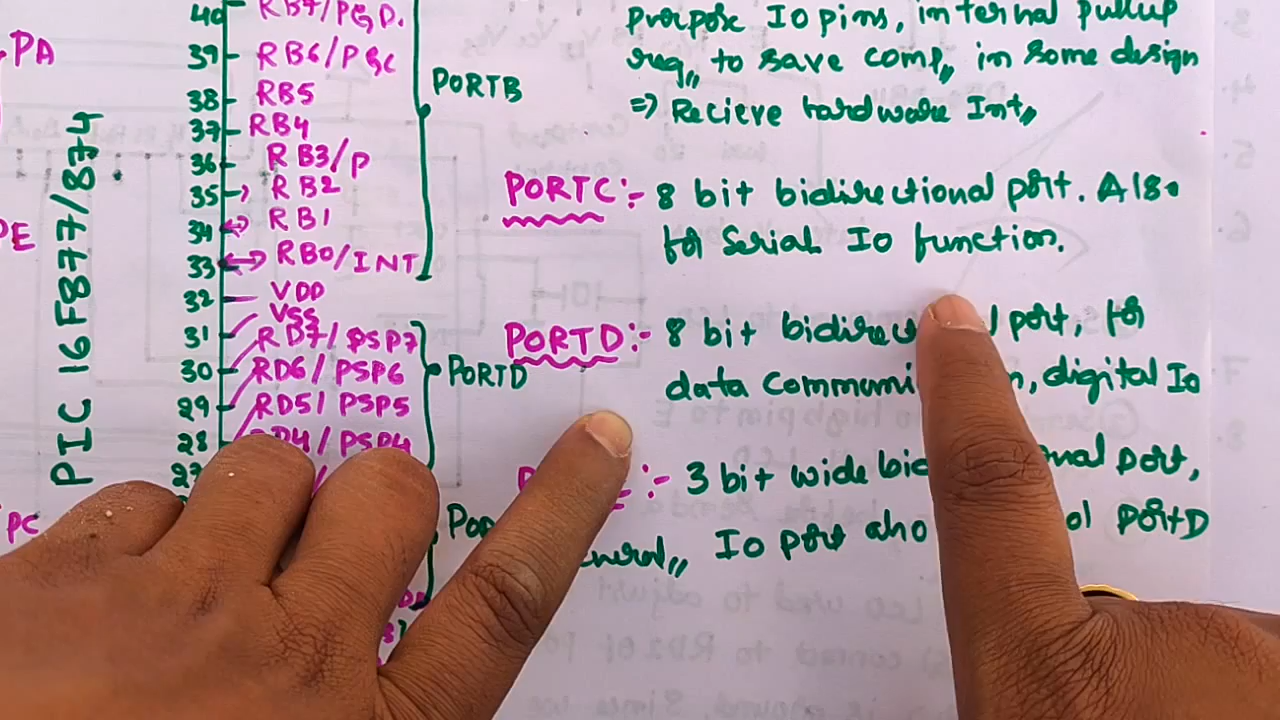 PIC 16F877/874
PA
PE
PC
40 RB7/PGD.
39 RB6/PGC
38 RB5
37 RB4
36 RB3/P
35 RB2
34 RB1
33 RB0/INT
32 VDD
31 VSS
30 RD7/PSP7
29 RD6/PSP6
28 RD5/PSP5
27 RD4/PSP4
PORTB
PORTD
prepose Io pins, internal pullup
req,, to save comp,, in some design
=> Recieve hardware Int,,
PORTC:- 8 bit bidirectional port. Also
for Serial Io function.
PORTD:- 8 bit port, for
data digital Io
:- 3 bit wide port,
Io port also PORTD